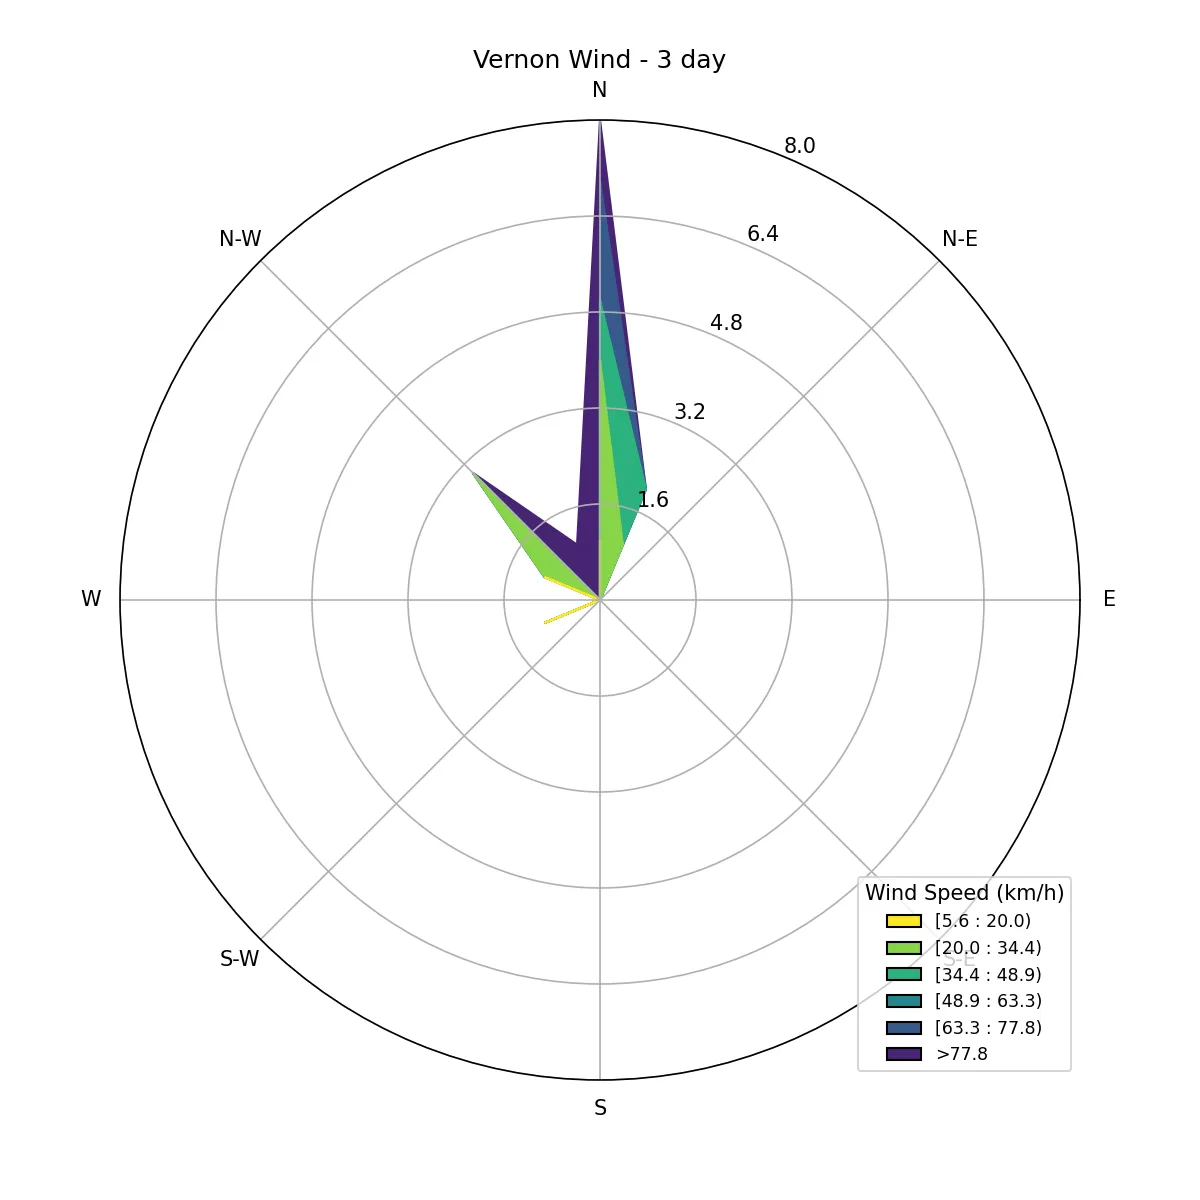 Vernon Wind - 3 day
N
8.0
N-W
6.4
N-E
4.8
3.2
1.6
W
E
S-W
S-E
S
Wind Speed (km/h)
[5.6 : 20.0)
[20.0 : 34.4)
[34.4 : 48.9)
[48.9 : 63.3)
[63.3 : 77.8)
>77.8